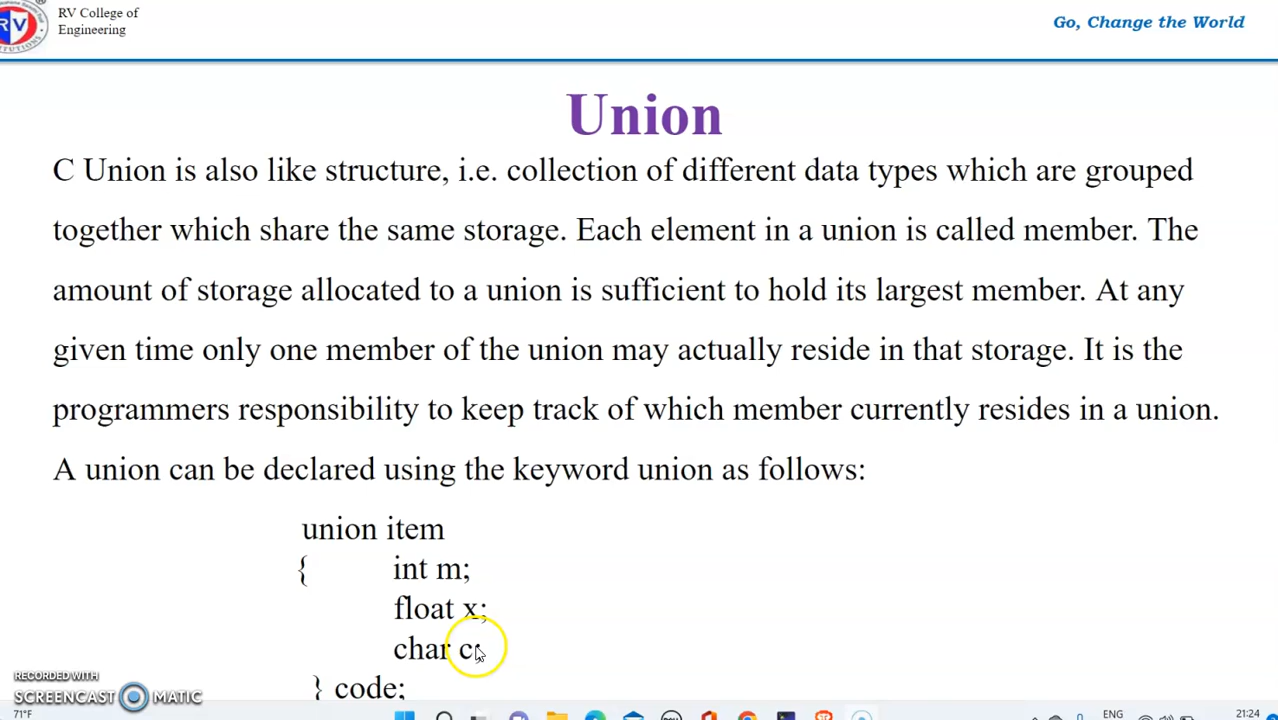 RV College of
Engineering
Go, Change the World
RV
Union
C Union is also like structure, i.e. collection of different data types which are grouped
together which share the same storage. Each element in a union is called member. The
amount of storage allocated to a union is sufficient to hold its largest member. At any
given time only one member of the union may actually reside in that storage. It is the
programmers responsibility to keep track of which member currently resides in a union.
A union can be declared using the keyword union as follows:
union item
{ int m;
float x;
char c;
} code;
RECORDED WITH
SCREENCAST MATIC
71°F
ENG
21:24